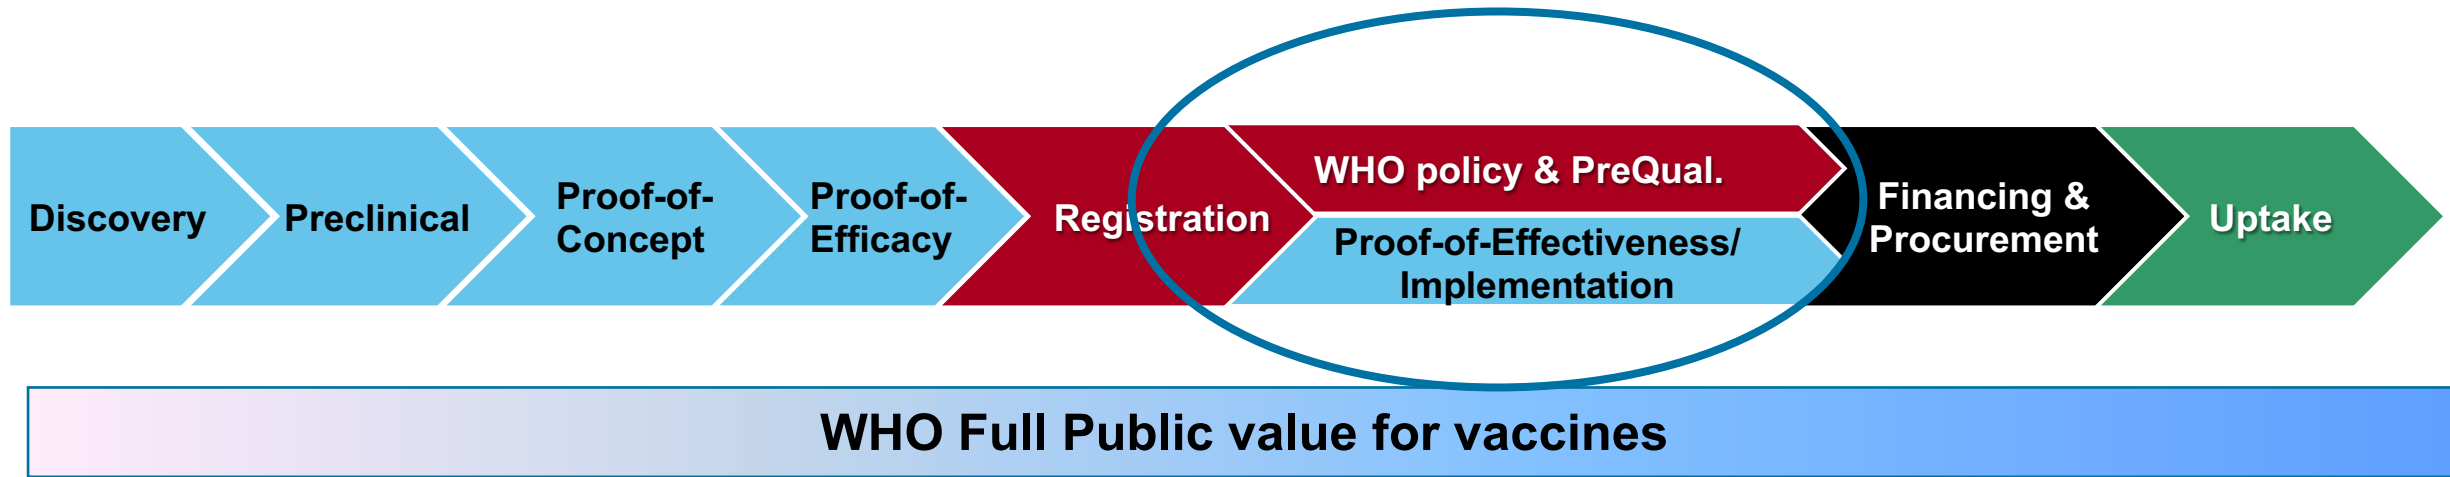 Discovery
Preclinical
Proof-of-
Concept
Proof-of-
Efficacy
Registration
WHO policy & PreQual.
Proof-of-Effectiveness/
Implementation
Financing &
Procurement
Uptake
WHO Full Public value for vaccines